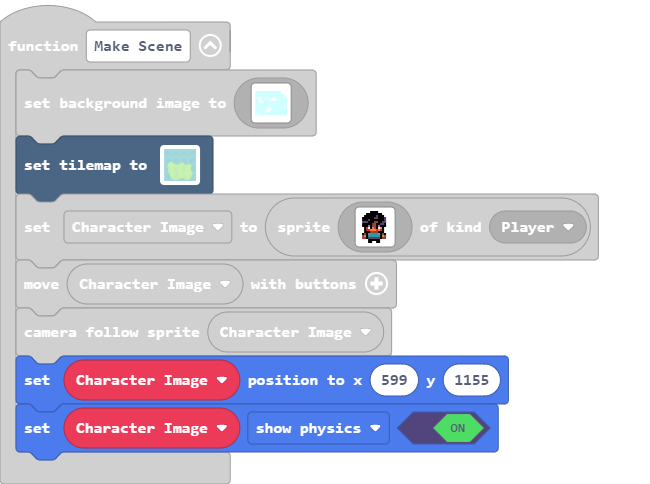 function Make Scene
set background image to
set tilemap to
set Character Image to sprite of kind Player
move Character Image with buttons
camera follow sprite Character Image
set Character Image position to x 599 y 1155
set Character Image show physics ON